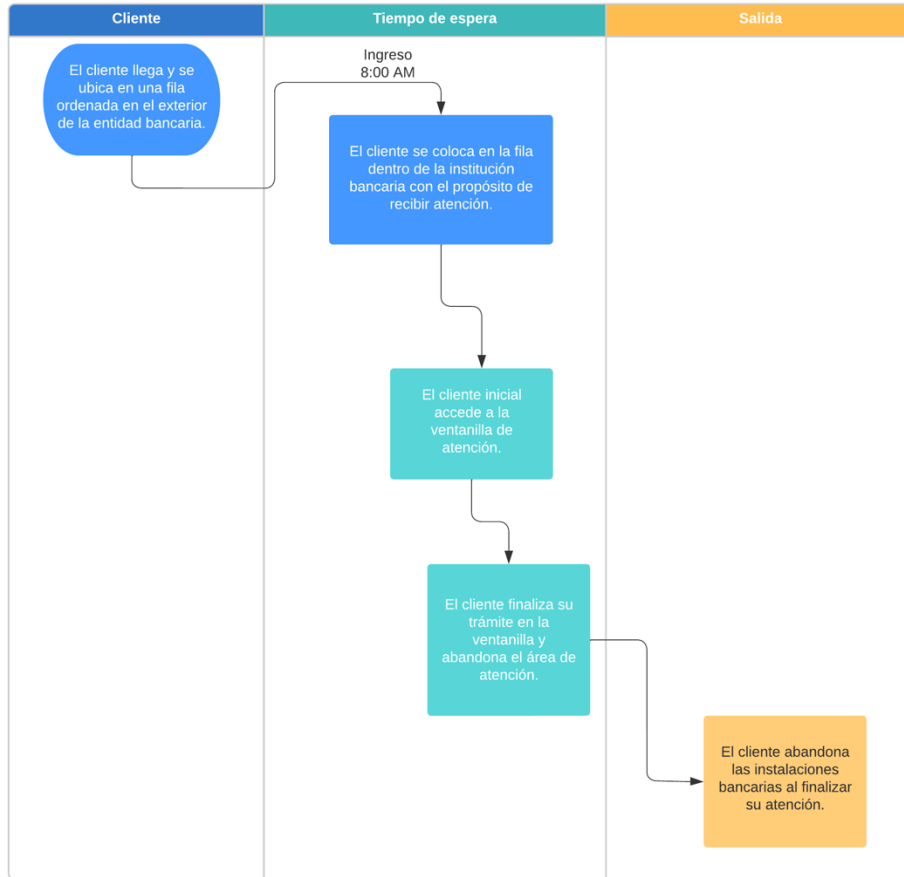 Cliente
Tiempo de espera
Salida
El cliente llega y se
ubica en una fila
ordenada en el exterior
de la entidad bancaria.
Ingreso
8:00 AM
El cliente se coloca en la fila
dentro de la institución
bancaria con el propósito de
recibir atención.
El cliente inicial
accede a la
ventanilla de
atención.
El cliente finaliza su
trámite en la
ventanilla y
abandona el área de
atención.
El cliente abandona
las instalaciones
bancarias al finalizar
su atención.